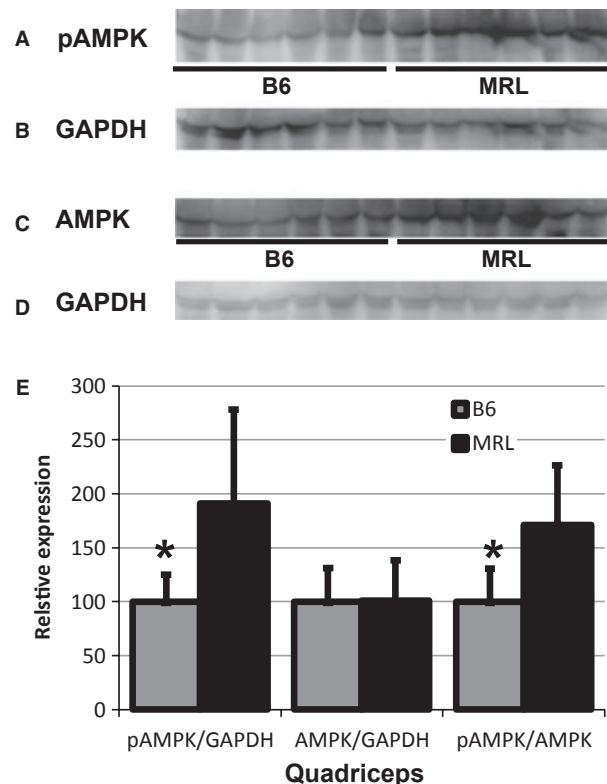 A pAMPK
B6 MRL
B GAPDH
C AMPK
B6 MRL
D GAPDH
E
300
250
200
150
100
50
0
Relstive expression
B6
MRL
* *
pAMPK/GAPDH AMPK/GAPDH pAMPK/AMPK
Quadriceps